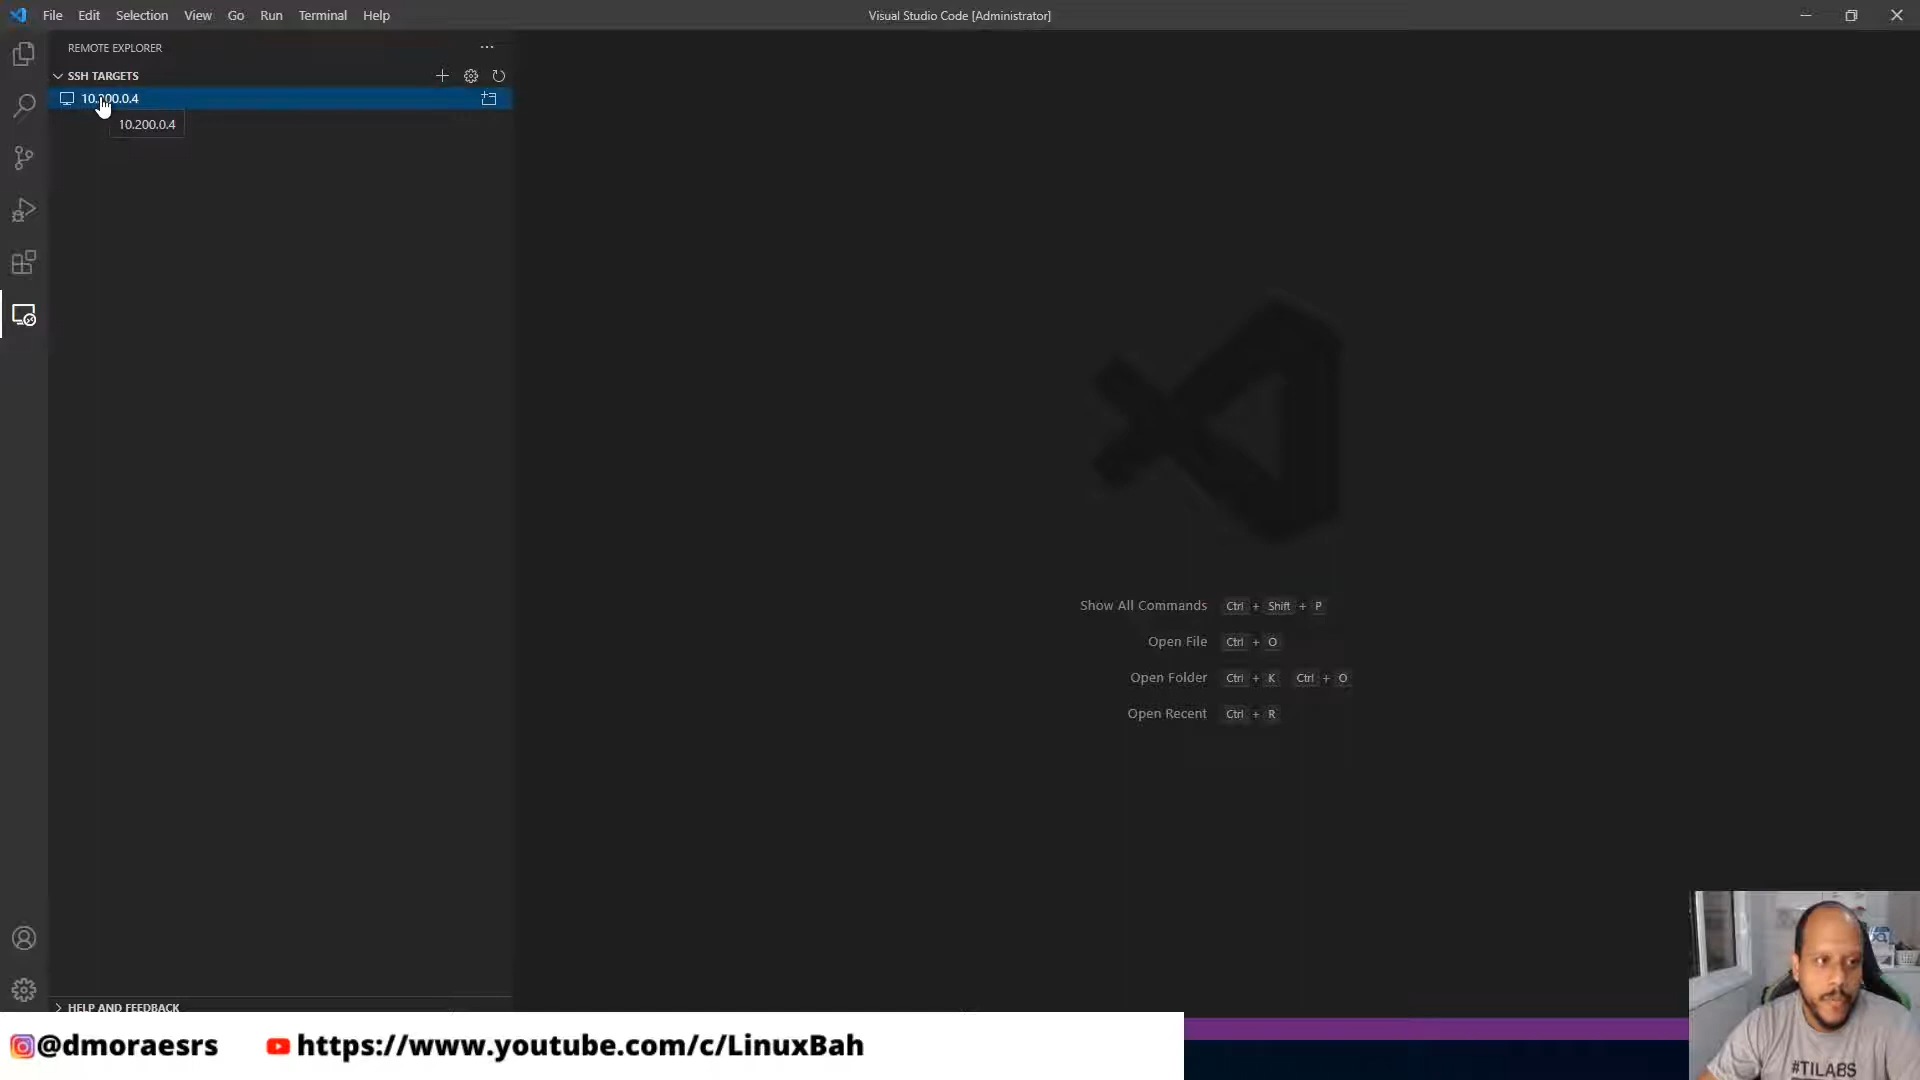 File Edit Selection View Go Run Terminal Help
Visual Studio Code [Administrator]
REMOTE EXPLORER
SSH TARGETS
10.200.0.4
10.200.0.4
Show All Commands Ctrl + Shift + P
Open File Ctrl + O
Open Folder Ctrl + K Ctrl + O
Open Recent Ctrl + R
HELP AND FEEDBACK
@dmoraesrs https://www.youtube.com/c/LinuxBah
#TILABS